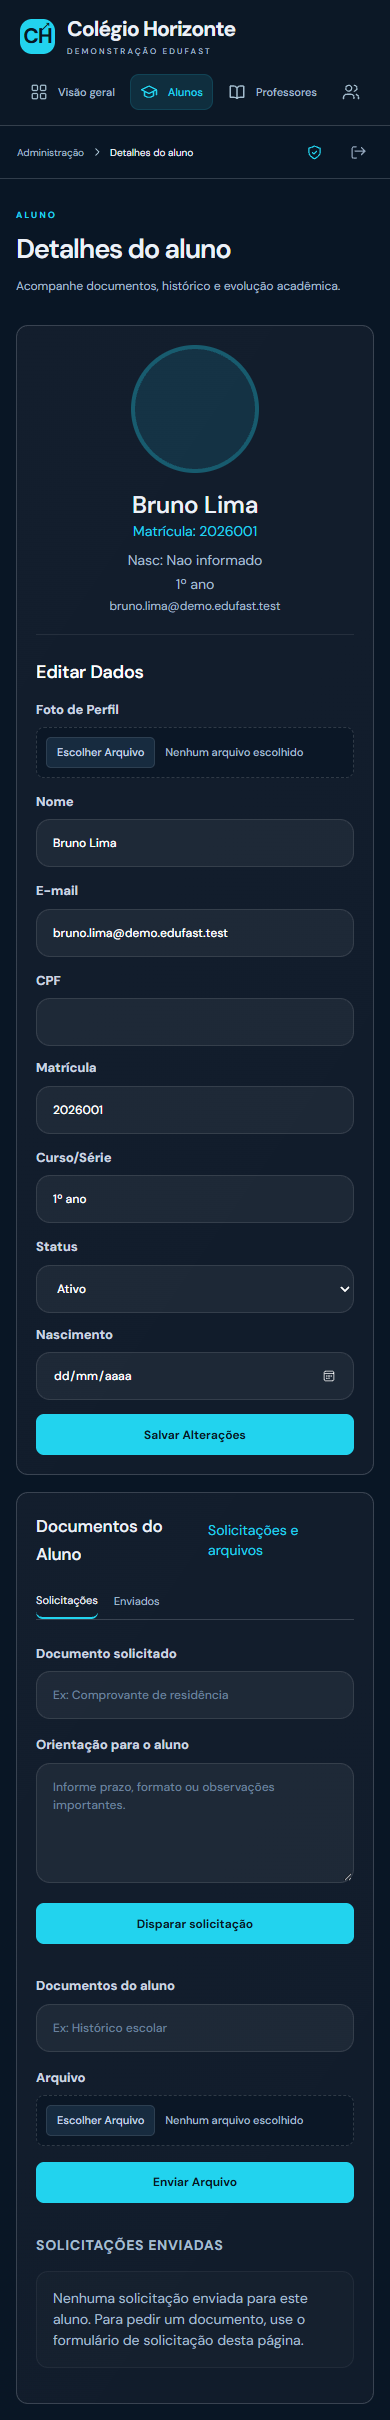 CH
Colégio Horizonte
DEMONSTRAÇÃO EDUFAST
Visão geral
Alunos
Professores
Administração > Detalhes do aluno
ALUNO
Detalhes do aluno
Acompanhe documentos, histórico e evolução acadêmica.
Bruno Lima
Matrícula: 2026001
Nasc: Nao informado
1º ano
bruno.lima@demo.edufast.test
Editar Dados
Foto de Perfil
Escolher Arquivo Nenhum arquivo escolhido
Nome
Bruno Lima
E-mail
bruno.lima@demo.edufast.test
CPF
Matrícula
2026001
Curso/Série
1º ano
Status
Ativo
Nascimento
dd/mm/aaaa
Salvar Alterações
Documentos do
Aluno
Solicitações e
arquivos
Solicitações Enviados
Documento solicitado
Ex: Comprovante de residência
Orientação para o aluno
Informe prazo, formato ou observações
importantes.
Disparar solicitação
Documentos do aluno
Ex: Histórico escolar
Arquivo
Escolher Arquivo Nenhum arquivo escolhido
Enviar Arquivo
SOLICITAÇÕES ENVIADAS
Nenhuma solicitação enviada para este
aluno. Para pedir um documento, use o
formulário de solicitação desta página.